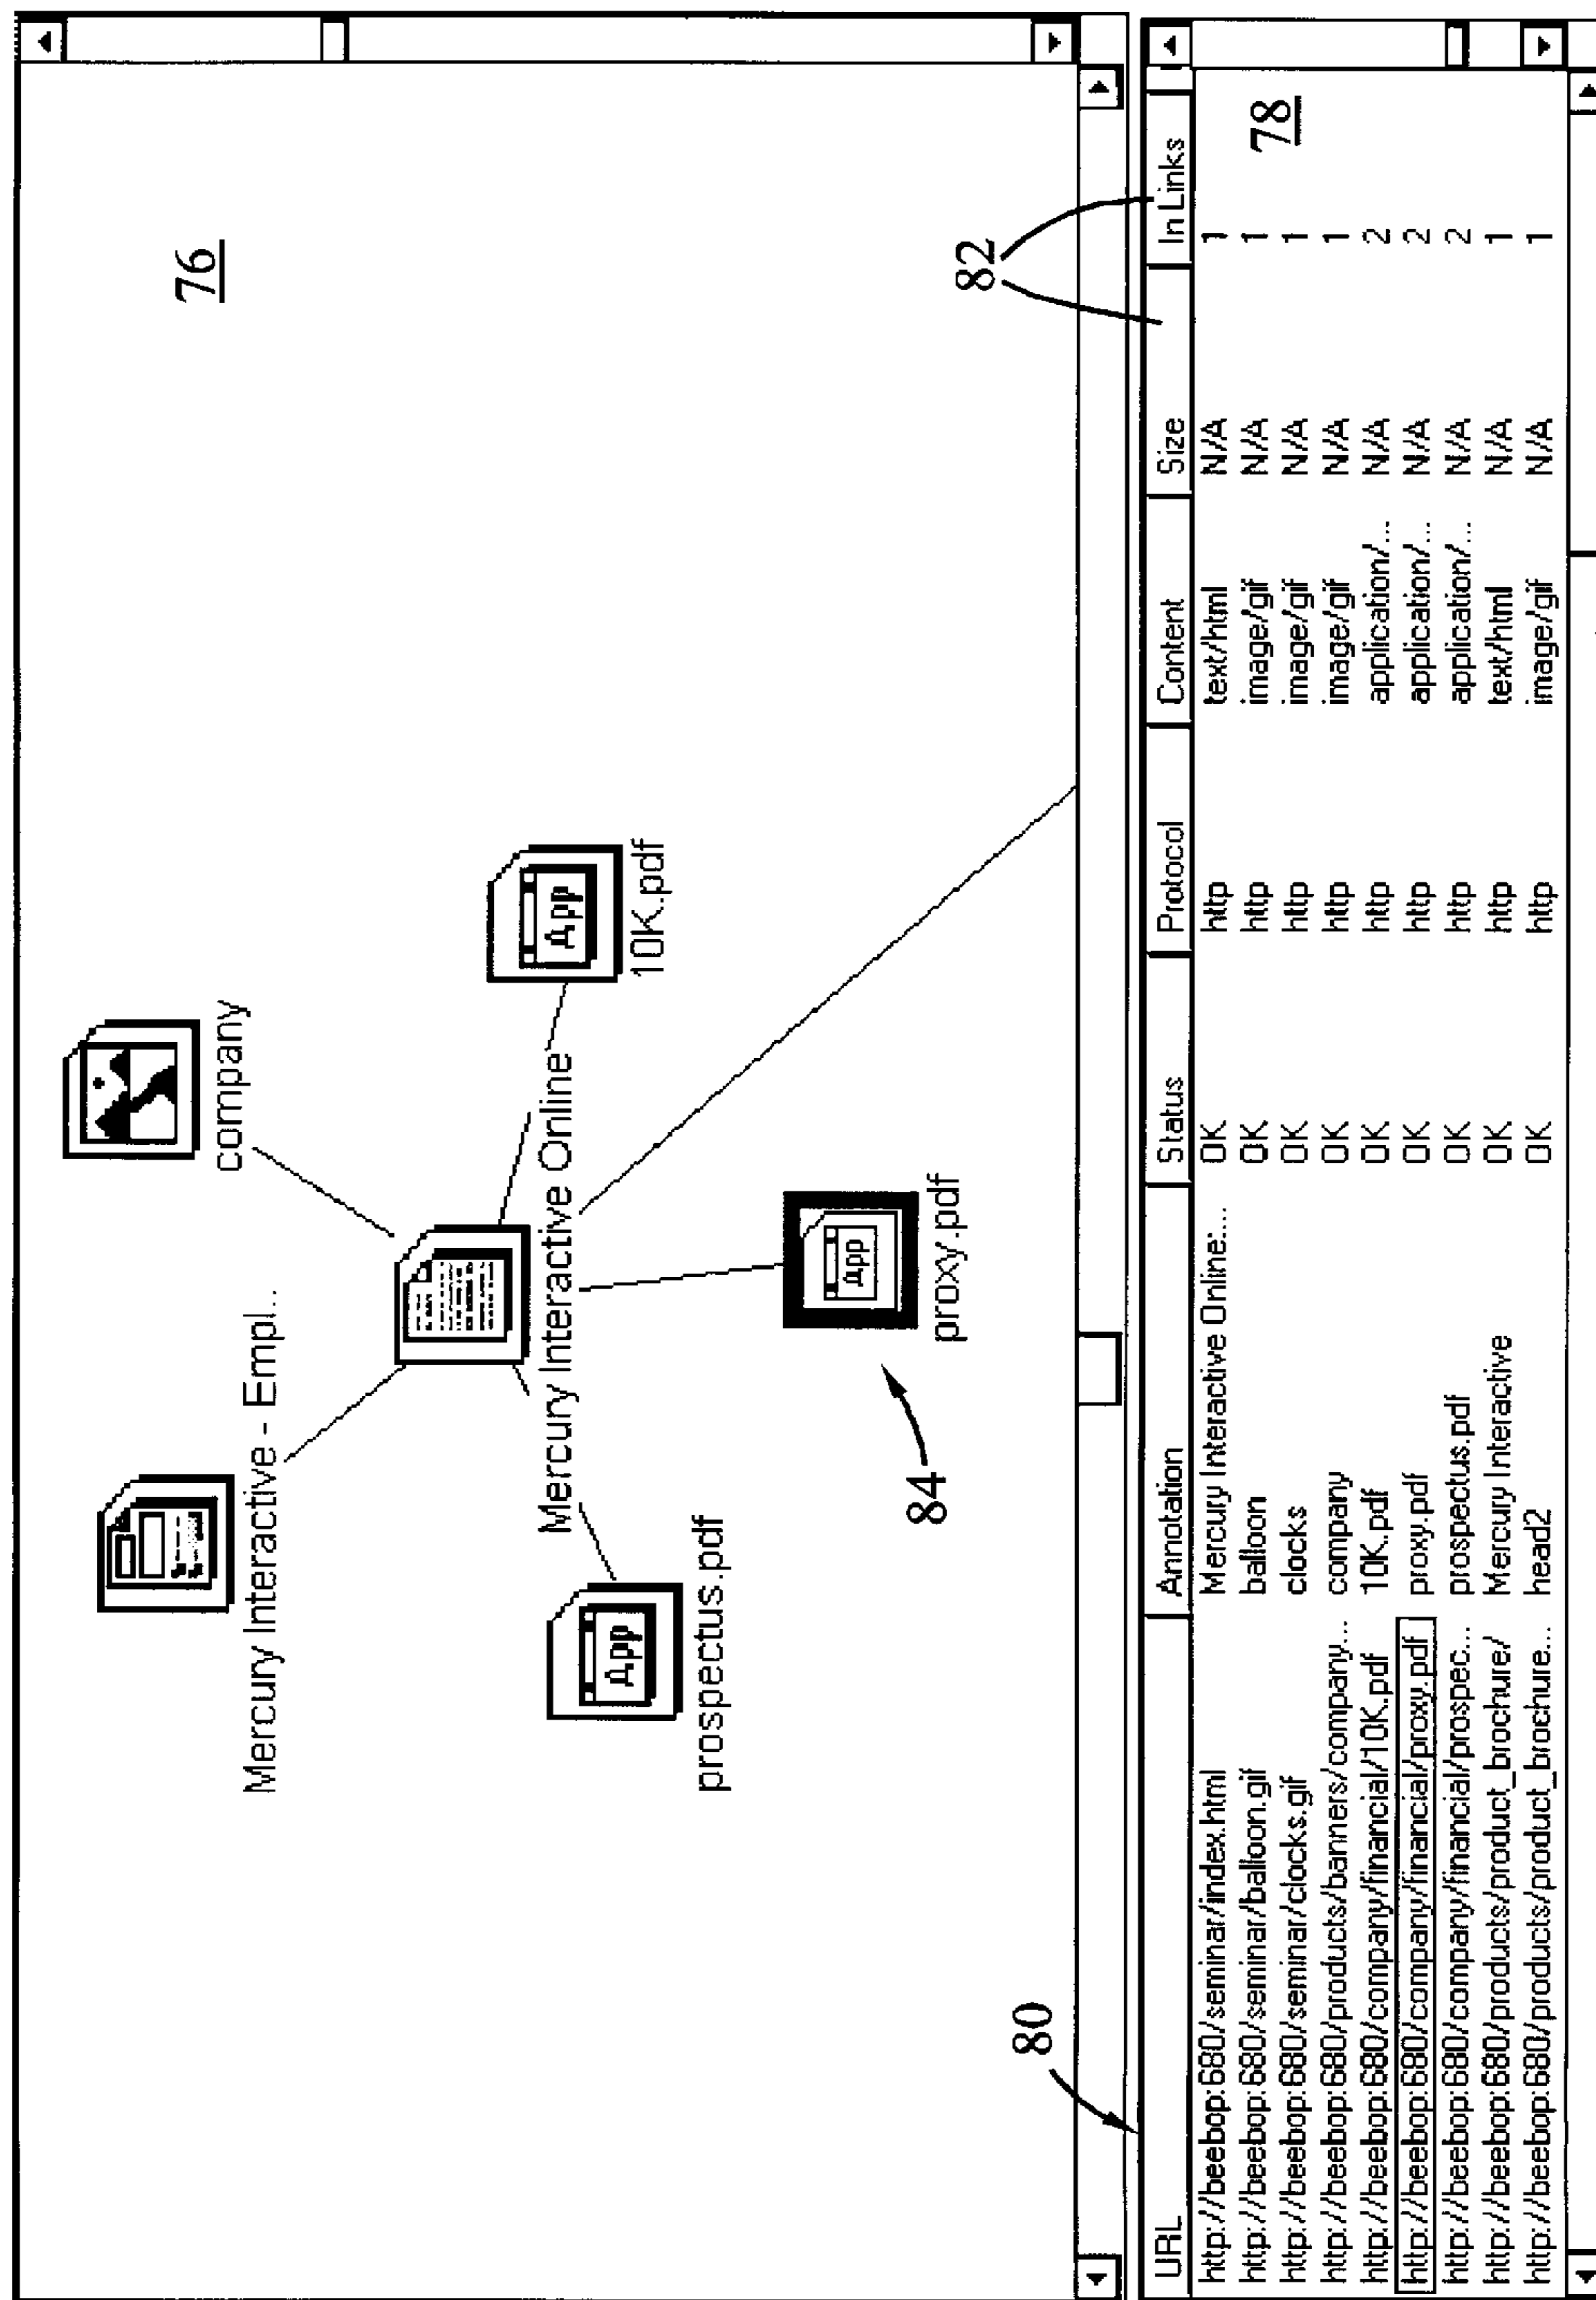 76
company
Mercury Interactive - Empl...
App
10K.pdf
Mercury Interactive Online
App
prospectus.pdf
App
proxy.pdf
84
82
80
URL Annotation Status Protocol Content Size In Links
78
http://beebop:680/seminar/index.html Mercury Interactive Online:... OK http text/html N/A 1
http://beebop:680/seminar/balloon.gif balloon OK http image/gif N/A 1
http://beebop:680/seminar/clocks.gif clocks OK http image/gif N/A 1
http://beebop:680/products/banners/company... company OK http image/gif N/A 1
http://beebop:680/company/financial/10K.pdf 10K.pdf OK http application/... N/A 2
http://beebop:680/company/financial/proxy.pdf proxy.pdf OK http application/... N/A 2
http://beebop:680/company/financial/prospec... prospectus.pdf OK http application/... N/A 2
http://beebop:680/products/product_brochure/ Mercury Interactive OK http text/html N/A 1
http://beebop:680/products/product_brochure... head2 OK http image/gif N/A 1